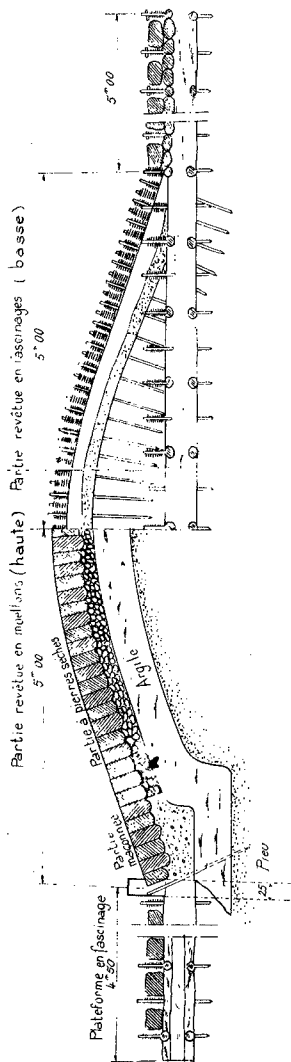 Partie revêtue en moellons (haute)
Partie revêtue en fascinages (basse)
5ᵐ00
5ᵐ00
5ᵐ00
Plateforme en fascinage
4ᵐ50
Partie maçonnée
Partie à pierres sèches
Argile
Pieu
25